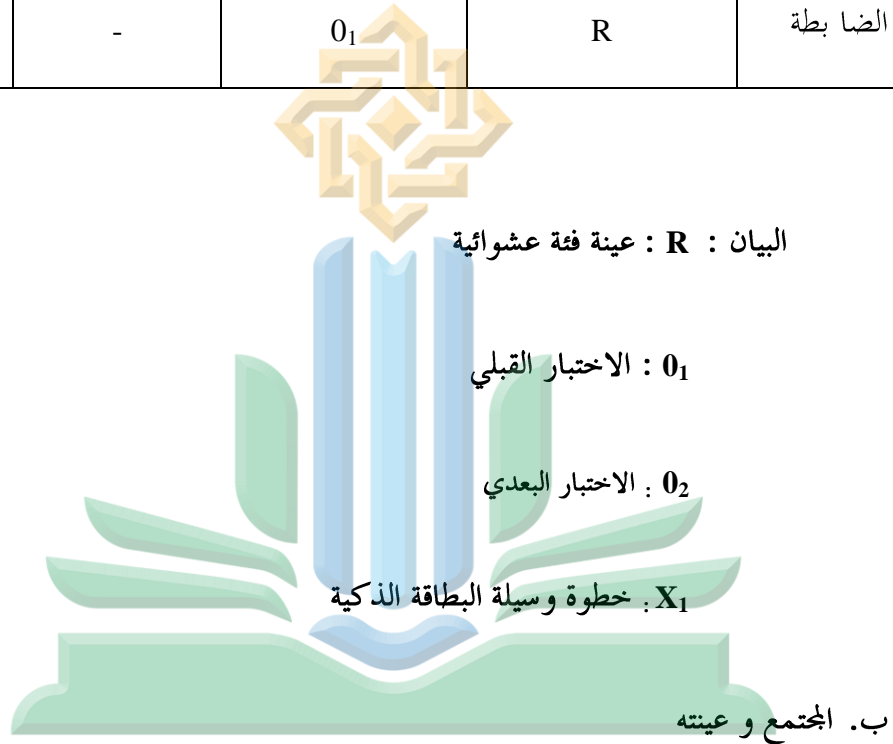 الضا بطة R 0₁ -
البيان : R : عينة فئة عشوائية
0₁ : الاختبار القبلي
0₂ : الاختبار البعدي
X₁ : خطوة وسيلة البطاقة الذكية
ب. المجتمع و عينته